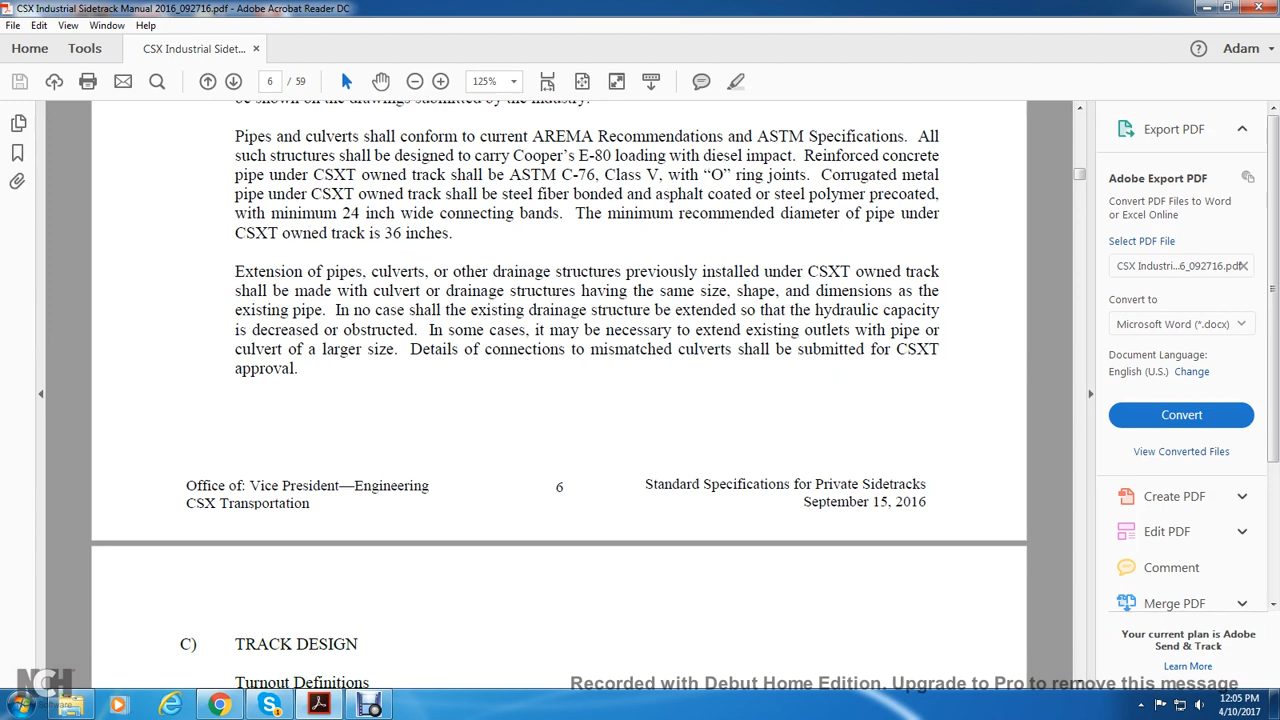 CSX Industrial Sidetrack Manual 2016_092716.pdf - Adobe Acrobat Reader DC
File Edit View Window Help
Home Tools CSX Industrial Sidet... × Adam
6 / 59 125%
be shown on the drawings submitted by the industry.
Pipes and culverts shall conform to current AREMA Recommendations and ASTM Specifications. All
such structures shall be designed to carry Cooper's E-80 loading with diesel impact. Reinforced concrete
pipe under CSXT owned track shall be ASTM C-76, Class V, with “O” ring joints. Corrugated metal
pipe under CSXT owned track shall be steel fiber bonded and asphalt coated or steel polymer precoated,
with minimum 24 inch wide connecting bands. The minimum recommended diameter of pipe under
CSXT owned track is 36 inches.
Extension of pipes, culverts, or other drainage structures previously installed under CSXT owned track
shall be made with culvert or drainage structures having the same size, shape, and dimensions as the
existing pipe. In no case shall the existing drainage structure be extended so that the hydraulic capacity
is decreased or obstructed. In some cases, it may be necessary to extend existing outlets with pipe or
culvert of a larger size. Details of connections to mismatched culverts shall be submitted for CSXT
approval.
Office of: Vice President—Engineering
CSX Transportation
6
Standard Specifications for Private Sidetracks
September 15, 2016
C) TRACK DESIGN
Turnout Definitions
Export PDF
Adobe Export PDF
Convert PDF Files to Word
or Excel Online
Select PDF File
CSX Industri...6_092716.pdf
Convert to
Microsoft Word (*.docx)
Document Language:
English (U.S.) Change
Convert
View Converted Files
Create PDF
Edit PDF
Comment
Merge PDF
Your current plan is Adobe
Send & Track
Learn More
NCH
Software
Recorded with Debut Home Edition. Upgrade to Pro to remove this message
12:05 PM
4/10/2017